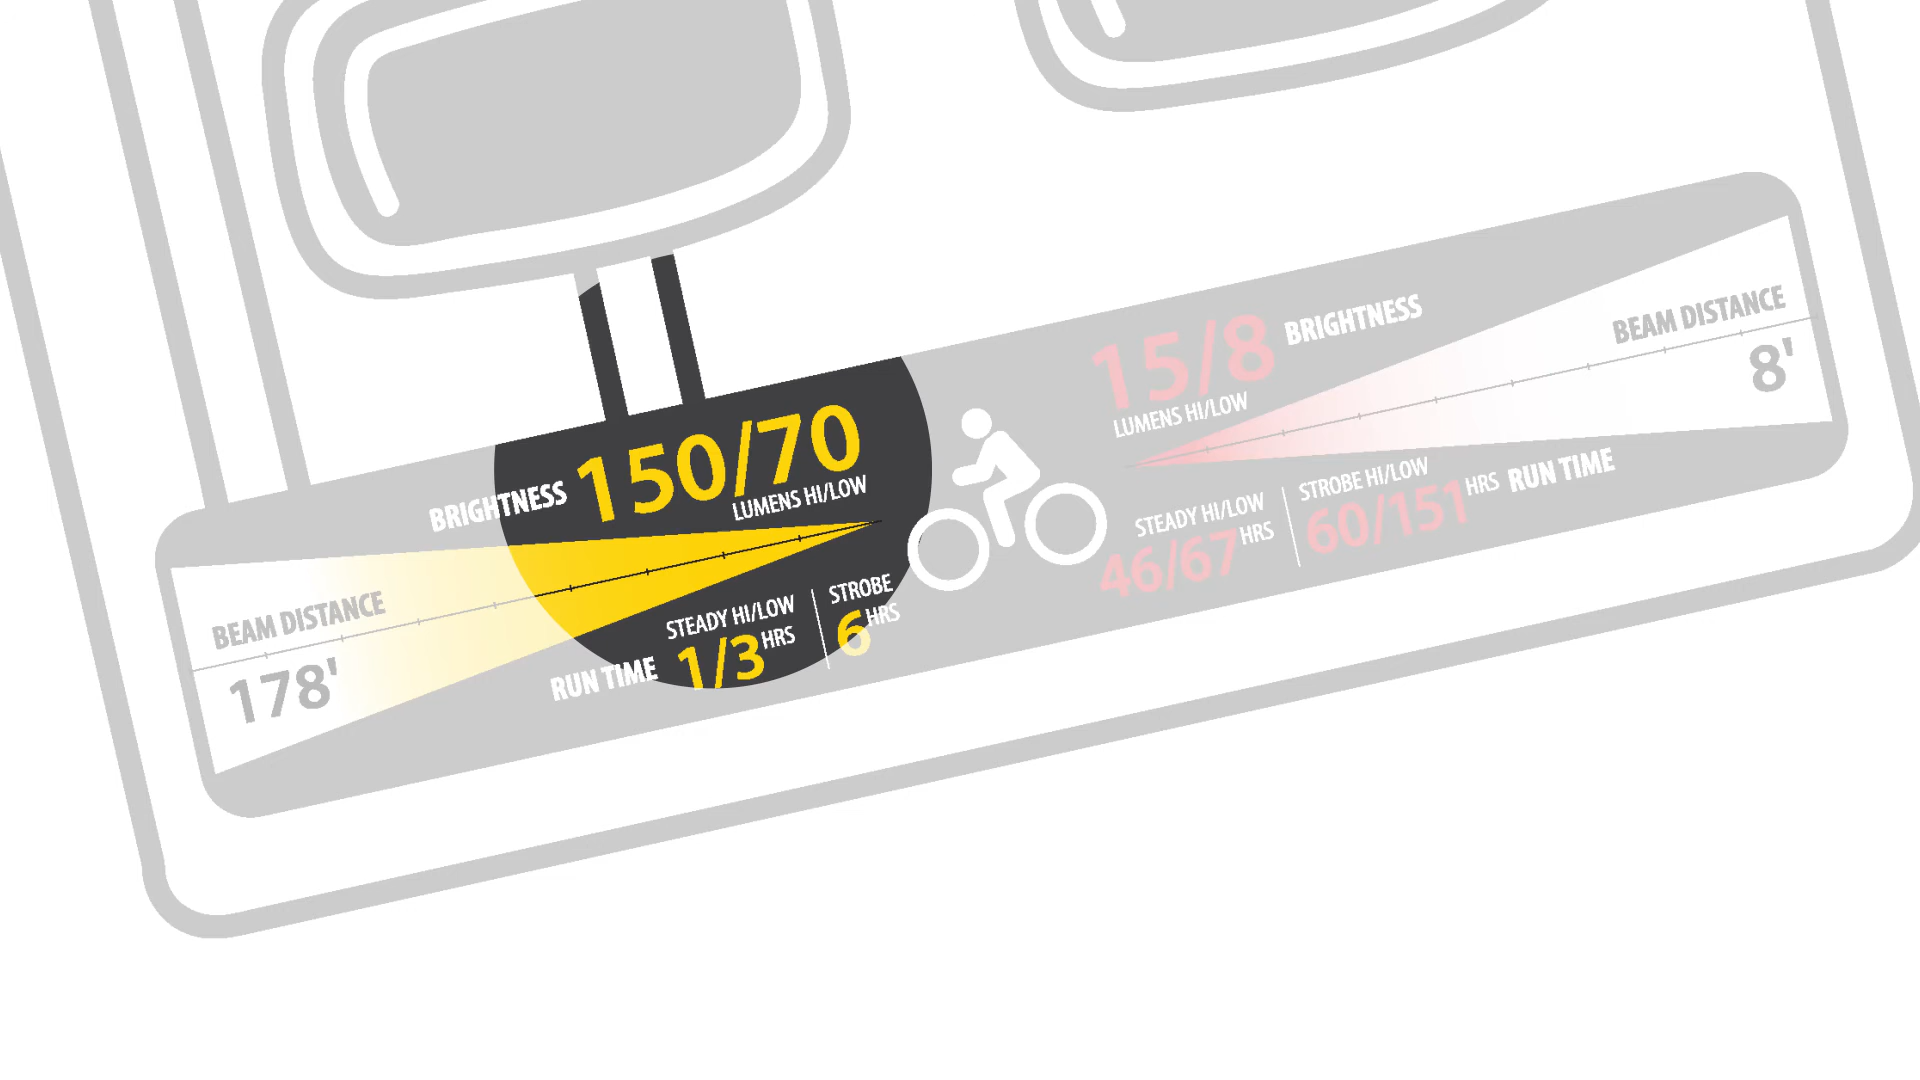 BRIGHTNESS 150/70
LUMENS HI/LOW
BEAM DISTANCE
178'
STEADY HI/LOW
STROBE
RUN TIME 1/3 HRS
6 HRS
15/8 BRIGHTNESS
LUMENS HI/LOW
BEAM DISTANCE
8'
STEADY HI/LOW
46/67 HRS
STROBE HI/LOW
60/151 HRS RUN TIME